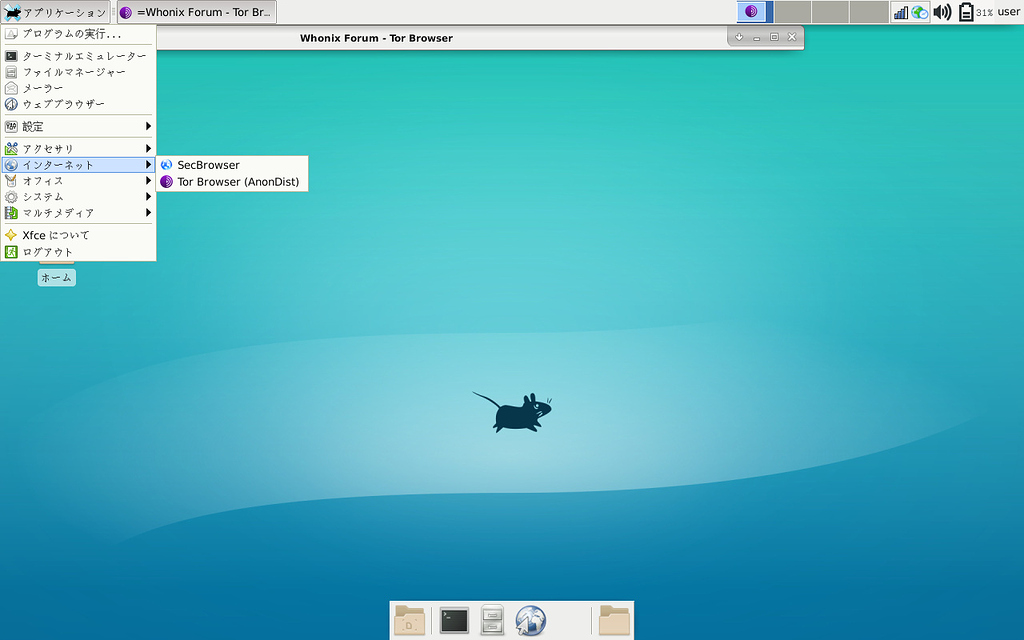 アプリケーション
=Whonix Forum - Tor Br...
31%
user
Whonix Forum - Tor Browser
プログラムの実行...
ターミナルエミュレーター
ファイルマネージャー
メーラー
ウェブブラウザー
設定
アクセサリ
インターネット
オフィス
システム
マルチメディア
Xfce について
ログアウト
SecBrowser
Tor Browser (AnonDist)
ホーム